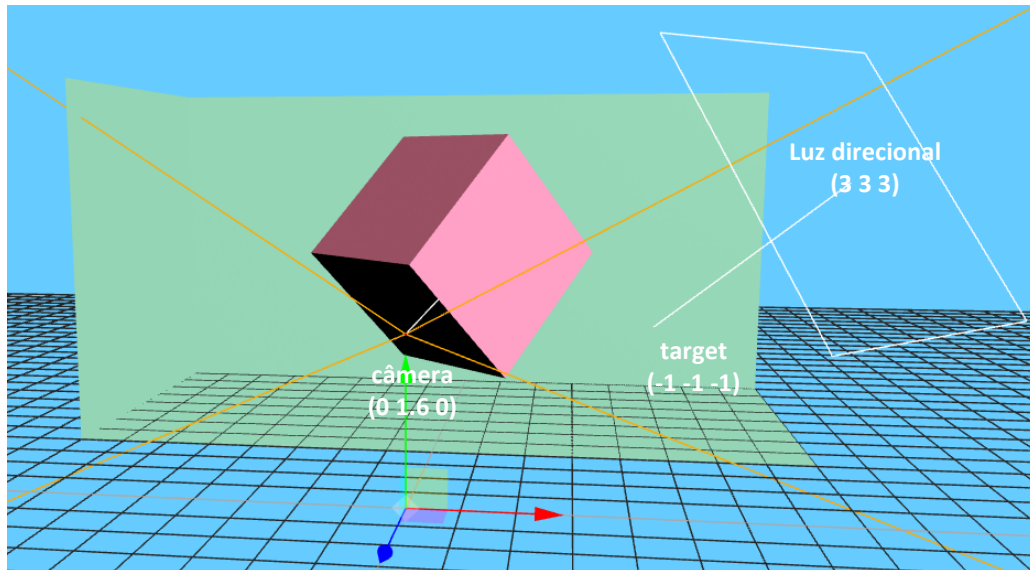 Luz direcional
(3 3 3)
target
(-1 -1 -1)
câmera
(0 1.6 0)